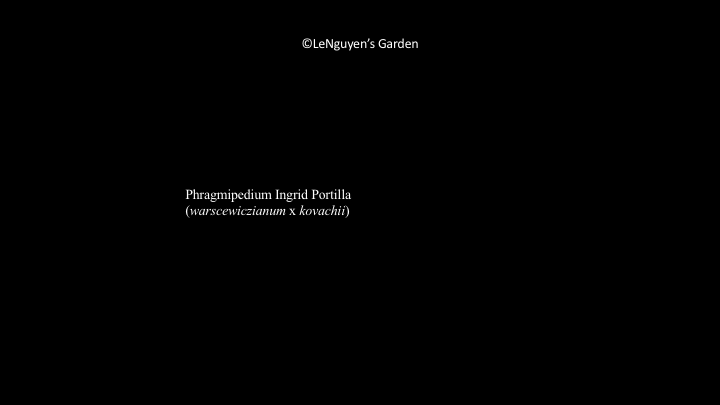 ©LeNguyen’s Garden
Phragmipedium Ingrid Portilla
(warscewiczianum x kovachii)